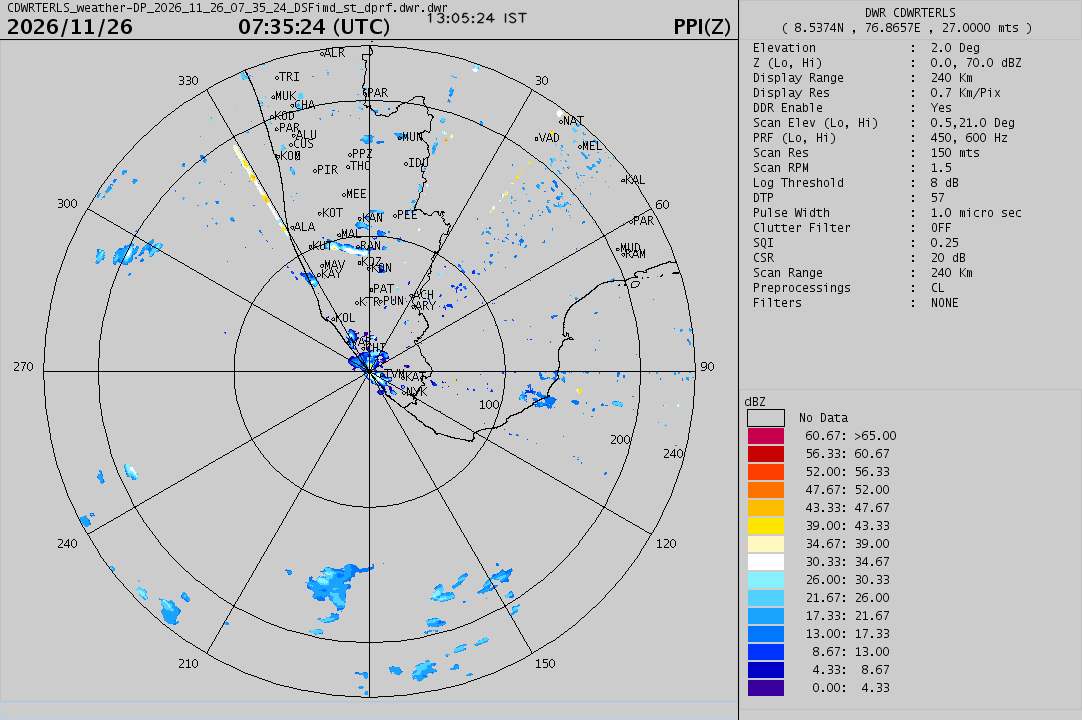 CDWRTERLS_weather-DP_2026_11_26_07_35_24_DSFimd_st_dprf.dwr.dwr
2026/11/26 07:35:24 (UTC) 13:05:24 IST PPI(Z)
DWR CDWRTERLS
( 8.5374N , 76.8657E , 27.0000 mts )
Elevation : 2.0 Deg
Z (Lo, Hi) : 0.0, 70.0 dBZ
Display Range : 240 Km
Display Res : 0.7 Km/Pix
DDR Enable : Yes
Scan Elev (Lo, Hi) : 0.5,21.0 Deg
PRF (Lo, Hi) : 450, 600 Hz
Scan Res : 150 mts
Scan RPM : 1.5
Log Threshold : 8 dB
DTP : 57
Pulse Width : 1.0 micro sec
Clutter Filter : OFF
SQI : 0.25
CSR : 20 dB
Scan Range : 240 Km
Preprocessings : CL
Filters : NONE
dBZ
No Data
60.67: >65.00
56.33: 60.67
52.00: 56.33
47.67: 52.00
43.33: 47.67
39.00: 43.33
34.67: 39.00
30.33: 34.67
26.00: 30.33
21.67: 26.00
17.33: 21.67
13.00: 17.33
8.67: 13.00
4.33: 8.67
0.00: 4.33
ALR
TRI
330
30
MUK
PAR
CHA
KOD
NAT
PAR
ALU
MUN
VAD
CUS
MEL
KOM
PPZ
IDU
THO
PIR
KAL
MEE
300
60
KOT
KAN
PEE
PAR
ALA
MAL
RAN
MUD
RAM
KOZ
MAV
KON
KAY
PAT
ACH
KTR
PUN
ARY
KOL
270
90
TVM
KAT
NYK
100
200
240
240
120
210
150